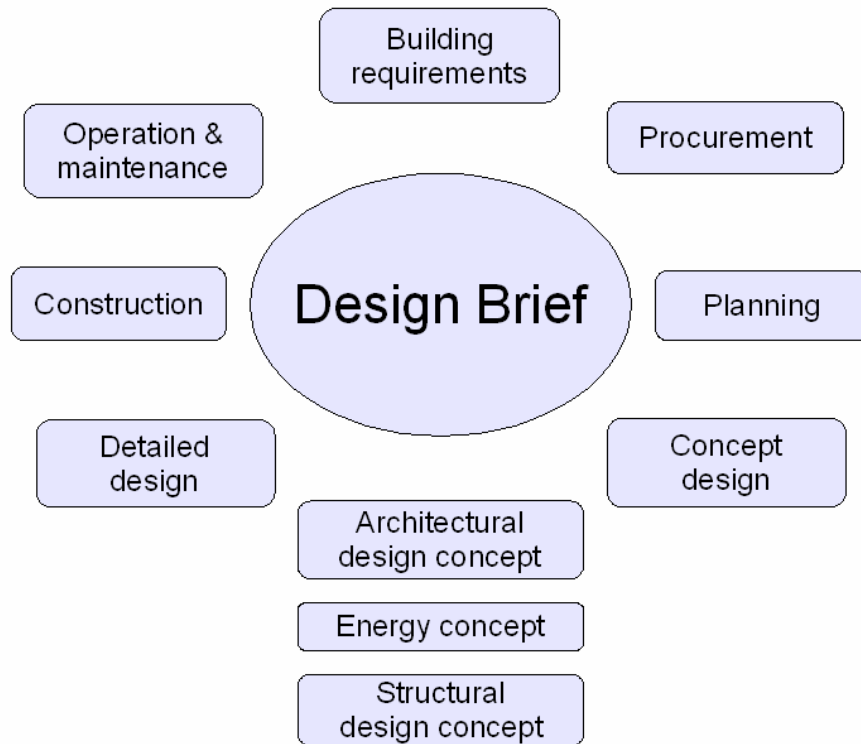 Building
requirements
Operation &
maintenance
Procurement
Construction
Design Brief
Planning
Detailed
design
Concept
design
Architectural
design concept
Energy concept
Structural
design concept